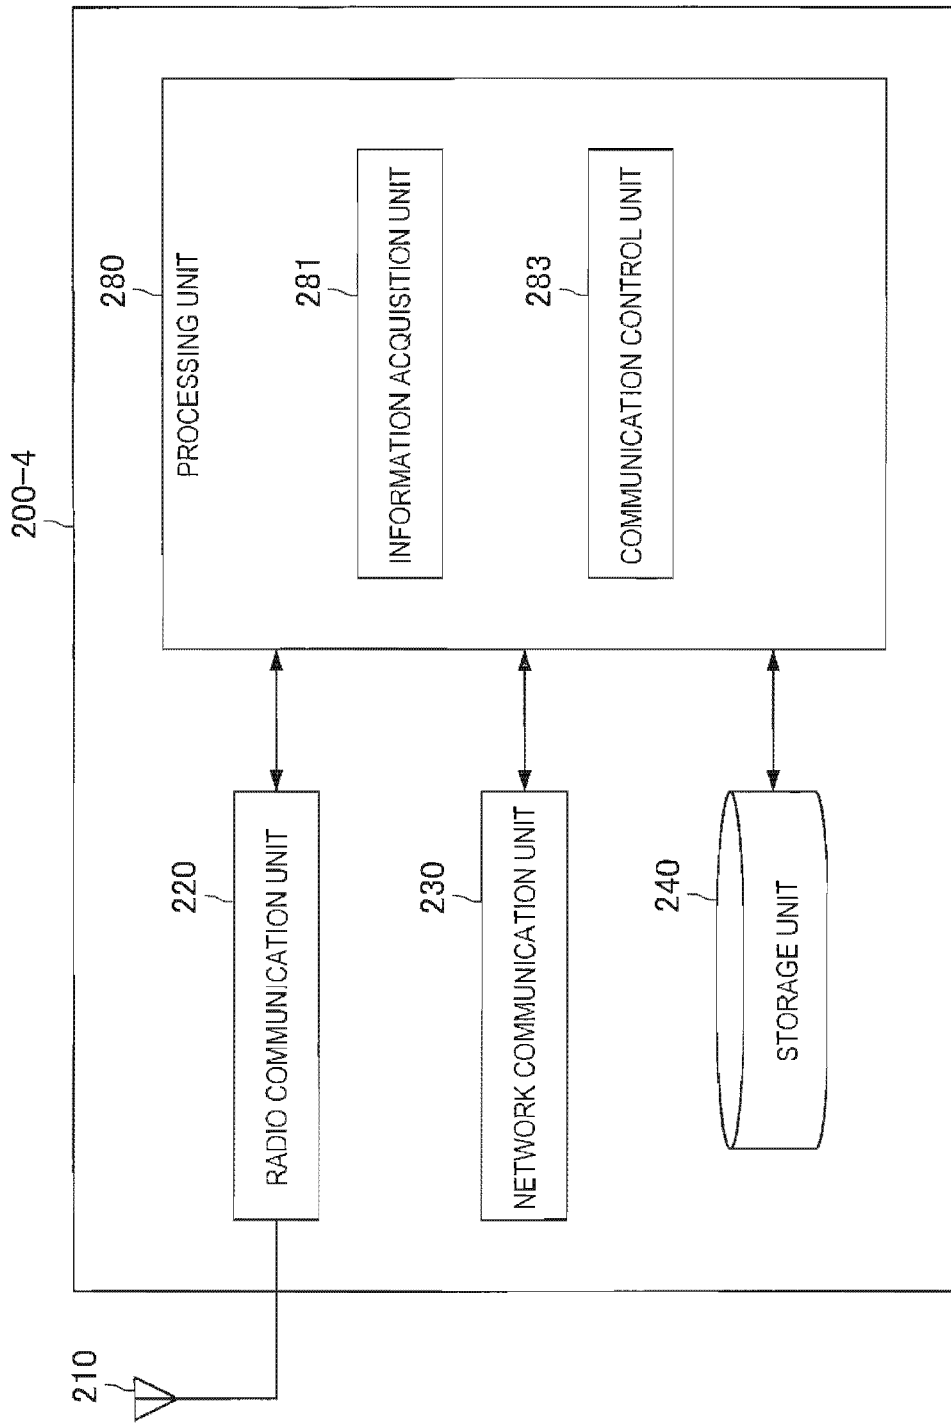 200-4
210
220
RADIO COMMUNICATION UNIT
230
NETWORK COMMUNICATION UNIT
240
STORAGE UNIT
280
PROCESSING UNIT
281
INFORMATION ACQUISITION UNIT
283
COMMUNICATION CONTROL UNIT